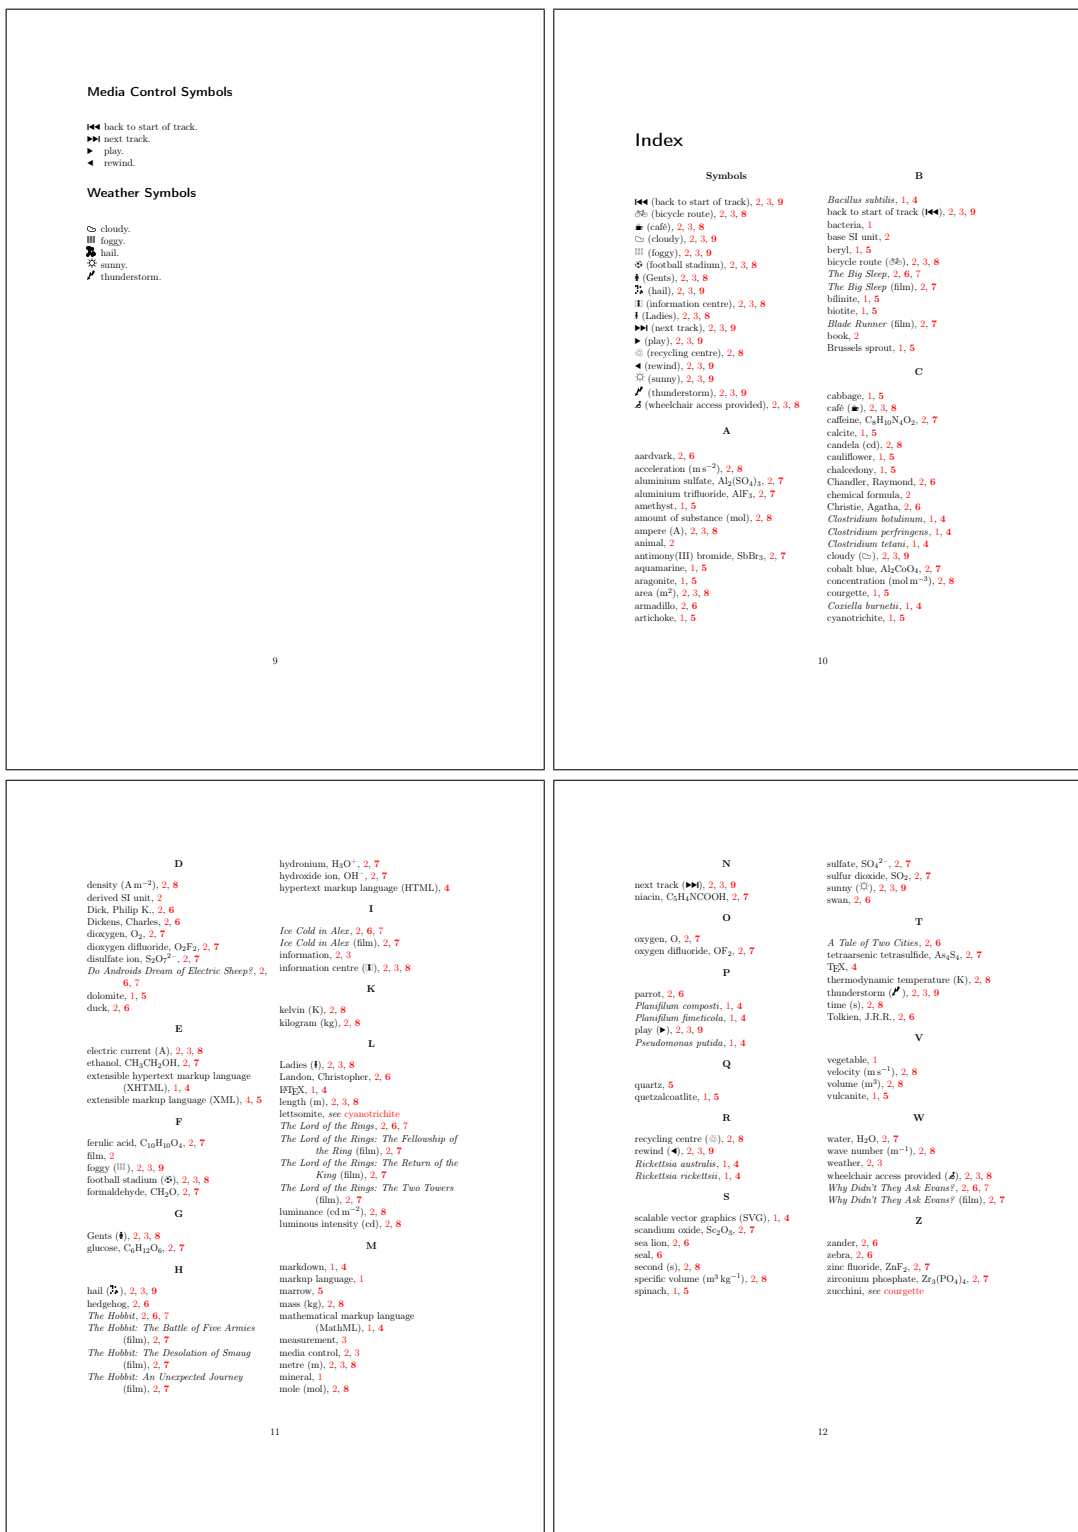 Media Control Symbols
⏮ back to start of track.
⏭ next track.
▶ play.
◀ rewind.
Weather Symbols
cloudy.
foggy.
hail.
sunny.
thunderstorm.
9
Index
Symbols
⏮ (back to start of track), 2, 3, 9
(bicycle route), 2, 3, 8
(café), 2, 3, 8
(cloudy), 2, 3, 9
(foggy), 2, 3, 9
(football stadium), 2, 3, 8
(Gents), 2, 3, 8
(hail), 2, 3, 9
(information centre), 2, 3, 8
(Ladies), 2, 3, 8
⏭ (next track), 2, 3, 9
▶ (play), 2, 3, 9
(recycling centre), 2, 8
◀ (rewind), 2, 3, 9
(sunny), 2, 3, 9
(thunderstorm), 2, 3, 9
(wheelchair access provided), 2, 3, 8
A
aardvark, 2, 6
acceleration (m s⁻²), 2, 8
aluminium sulfate, Al₂(SO₄)₃, 2, 7
aluminium trifluoride, AlF₃, 2, 7
amethyst, 1, 5
amount of substance (mol), 2, 8
ampere (A), 2, 3, 8
animal, 2
antimony(III) bromide, SbBr₃, 2, 7
aquamarine, 1, 5
aragonite, 1, 5
area (m²), 2, 3, 8
armadillo, 2, 6
artichoke, 1, 5
B
Bacillus subtilis, 1, 4
back to start of track (⏮), 2, 3, 9
bacteria, 1
base SI unit, 2
beryl, 1, 5
bicycle route (), 2, 3, 8
The Big Sleep, 2, 6, 7
The Big Sleep (film), 2, 7
bílinite, 1, 5
biotite, 1, 5
Blade Runner (film), 2, 7
book, 2
Brussels sprout, 1, 5
C
cabbage, 1, 5
café (), 2, 3, 8
caffeine, C₈H₁₀N₄O₂, 2, 7
calcite, 1, 5
candela (cd), 2, 8
cauliflower, 1, 5
chalcedony, 1, 5
Chandler, Raymond, 2, 6
chemical formula, 2
Christie, Agatha, 2, 6
Clostridium botulinum, 1, 4
Clostridium perfringens, 1, 4
Clostridium tetani, 1, 4
cloudy (), 2, 3, 9
cobalt blue, Al₂CoO₄, 2, 7
concentration (mol m⁻³), 2, 8
courgette, 1, 5
Coxiella burnetii, 1, 4
cyanotrichite, 1, 5
10
D
density (A m⁻²), 2, 8
derived SI unit, 2
Dick, Philip K., 2, 6
Dickens, Charles, 2, 6
dioxygen, O₂, 2, 7
dioxygen difluoride, O₂F₂, 2, 7
disulfate ion, S₂O₇²⁻, 2, 7
Do Androids Dream of Electric Sheep?, 2,
6, 7
dolomite, 1, 5
duck, 2, 6
E
electric current (A), 2, 3, 8
ethanol, CH₃CH₂OH, 2, 7
extensible hypertext markup language
(XHTML), 1, 4
extensible markup language (XML), 4, 5
F
ferulic acid, C₁₀H₁₀O₄, 2, 7
film, 2
foggy (), 2, 3, 9
football stadium (), 2, 3, 8
formaldehyde, CH₂O, 2, 7
G
Gents (), 2, 3, 8
glucose, C₆H₁₂O₆, 2, 7
H
hail (), 2, 3, 9
hedgehog, 2, 6
The Hobbit, 2, 6, 7
The Hobbit: The Battle of Five Armies
(film), 2, 7
The Hobbit: The Desolation of Smaug
(film), 2, 7
The Hobbit: An Unexpected Journey
(film), 2, 7
hydronium, H₃O⁺, 2, 7
hydroxide ion, OH⁻, 2, 7
hypertext markup language (HTML), 4
I
Ice Cold in Alex, 2, 6, 7
Ice Cold in Alex (film), 2, 7
information, 2, 3
information centre (), 2, 3, 8
K
kelvin (K), 2, 8
kilogram (kg), 2, 8
L
Ladies (), 2, 3, 8
Landon, Christopher, 2, 6
LATEX, 1, 4
length (m), 2, 3, 8
lettsomite, see cyanotrichite
The Lord of the Rings, 2, 6, 7
The Lord of the Rings: The Fellowship of
the Ring (film), 2, 7
The Lord of the Rings: The Return of the
King (film), 2, 7
The Lord of the Rings: The Two Towers
(film), 2, 7
luminance (cd m⁻²), 2, 8
luminous intensity (cd), 2, 8
M
markdown, 1, 4
markup language, 1
marrow, 5
mass (kg), 2, 8
mathematical markup language
(MathML), 1, 4
measurement, 3
media control, 2, 3
metre (m), 2, 3, 8
mineral, 1
mole (mol), 2, 8
11
N
next track (⏭), 2, 3, 9
niacin, C₅H₄NCOOH, 2, 7
O
oxygen, O, 2, 7
oxygen difluoride, OF₂, 2, 7
P
parrot, 2, 6
Planifilum composti, 1, 4
Planifilum fimeticola, 1, 4
play (▶), 2, 3, 9
Pseudomonas putida, 1, 4
Q
quartz, 5
quetzalcoatlite, 1, 5
R
recycling centre (), 2, 8
rewind (◀), 2, 3, 9
Rickettsia australis, 1, 4
Rickettsia rickettsii, 1, 4
S
scalable vector graphics (SVG), 1, 4
scandium oxide, Sc₂O₃, 2, 7
sea lion, 2, 6
seal, 6
second (s), 2, 8
specific volume (m³ kg⁻¹), 2, 8
spinach, 1, 5
sulfate, SO₄²⁻, 2, 7
sulfur dioxide, SO₂, 2, 7
sunny (), 2, 3, 9
swan, 2, 6
T
A Tale of Two Cities, 2, 6
tetraarsenic tetrasulfide, As₄S₄, 2, 7
TEX, 4
thermodynamic temperature (K), 2, 8
thunderstorm (), 2, 3, 9
time (s), 2, 8
Tolkien, J.R.R., 2, 6
V
vegetable, 1
velocity (m s⁻¹), 2, 8
volume (m³), 2, 8
vulcanite, 1, 5
W
water, H₂O, 2, 7
wave number (m⁻¹), 2, 8
weather, 2, 3
wheelchair access provided (), 2, 3, 8
Why Didn't They Ask Evans?, 2, 6, 7
Why Didn't They Ask Evans? (film), 2, 7
Z
zander, 2, 6
zebra, 2, 6
zinc fluoride, ZnF₂, 2, 7
zirconium phosphate, Zr₃(PO₄)₄, 2, 7
zucchini, see courgette
12